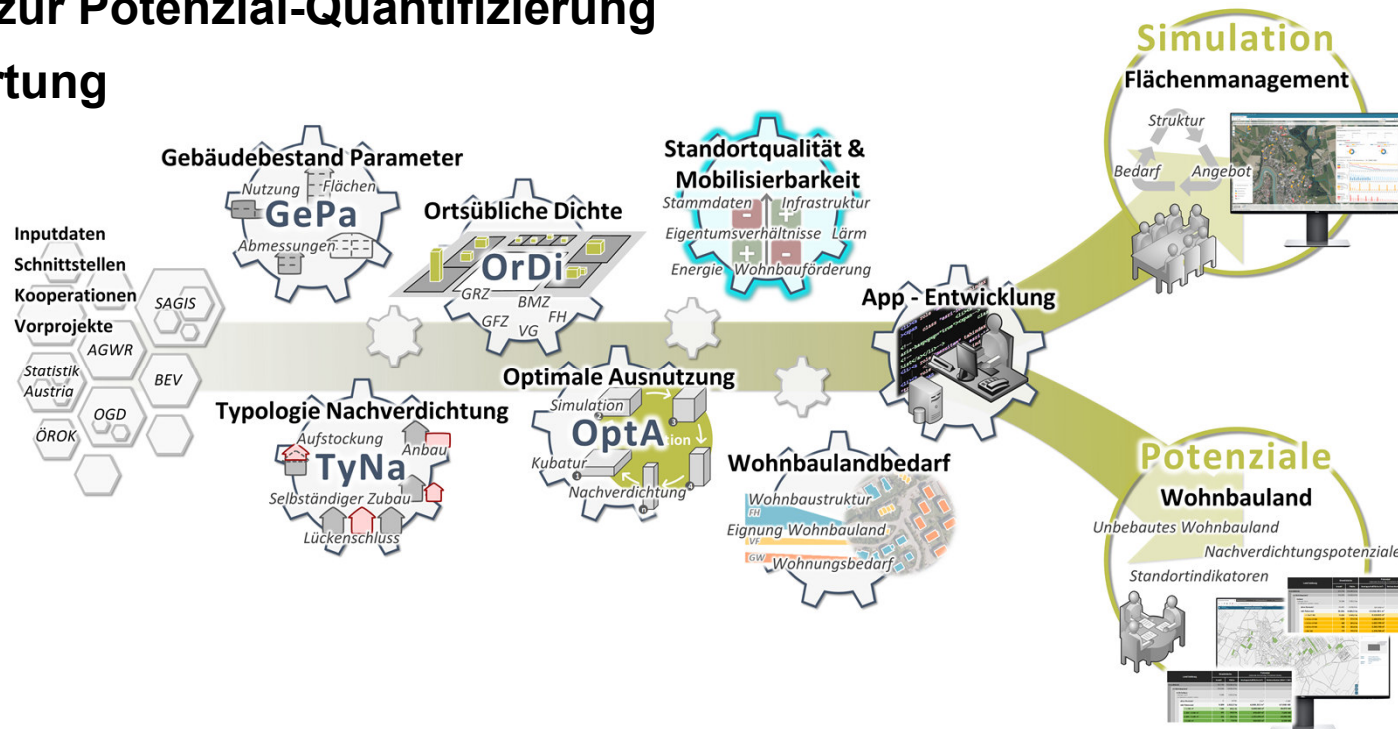 zur Potenzial-Quantifizierung
rtung
Inputdaten
Schnittstellen
Kooperationen
Vorprojekte
SAGIS
AGWR
Statistik
Austria
BEV
OGD
ÖROK
Gebäudebestand Parameter
Nutzung
Flächen
GePa
Abmessungen
Ortsübliche Dichte
OrDi
GRZ
BMZ
GFZ
VG
FH
Typologie Nachverdichtung
Aufstockung
Anbau
TyNa
Selbständiger Zubau
Lückenschluss
Optimale Ausnutzung
Simulation
OptA
tion
Kubatur
Nachverdichtung
Standortqualität &
Mobilisierbarkeit
Stammdaten
Infrastruktur
Eigentumsverhältnisse Lärm
Energie
Wohnbauförderung
Wohnbaulandbedarf
Wohnbaustruktur
FH
Eignung Wohnbauland
VF
GW
Wohnungsbedarf
App - Entwicklung
Simulation
Flächenmanagement
Struktur
Bedarf
Angebot
Potenziale
Wohnbauland
Unbebautes Wohnbauland
Nachverdichtungspotenziale
Standortindikatoren